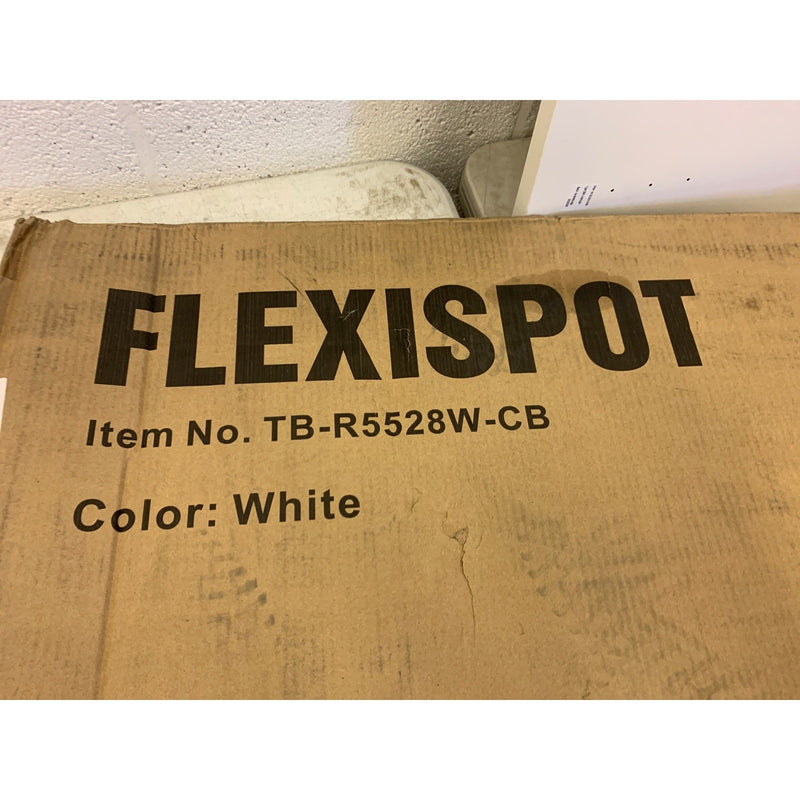 FLEXISPOT
Item No. TB-R5528W-CB
Color: White